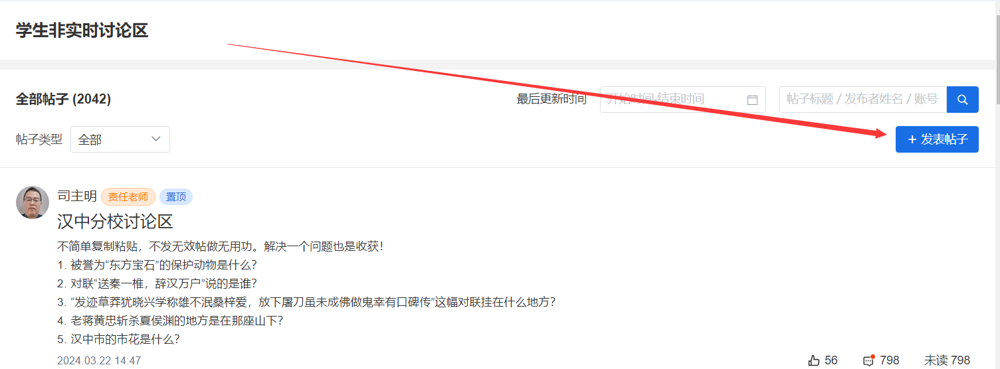 学生非实时讨论区
全部帖子 (2042)
最后更新时间
开始时间-结束时间
帖子标题 / 发布者姓名 / 账号
帖子类型
全部
+ 发表帖子
司主明 责任老师 置顶
汉中分校讨论区
不简单复制粘贴，不发无效帖做无用功。解决一个问题也是收获！
1. 被誉为“东方宝石”的保护动物是什么？
2. 对联“送秦一椎，辞汉万户”说的是谁？
3. “发迹草莽犹晓兴学称雄不泯桑梓爱，放下屠刀虽未成佛做鬼幸有口碑传”这幅对联挂在什么地方？
4. 老蒋黄忠斩杀夏侯渊的地方是在那座山下？
5. 汉中市的市花是什么？
2024.03.22 14:47
56
798
未读 798